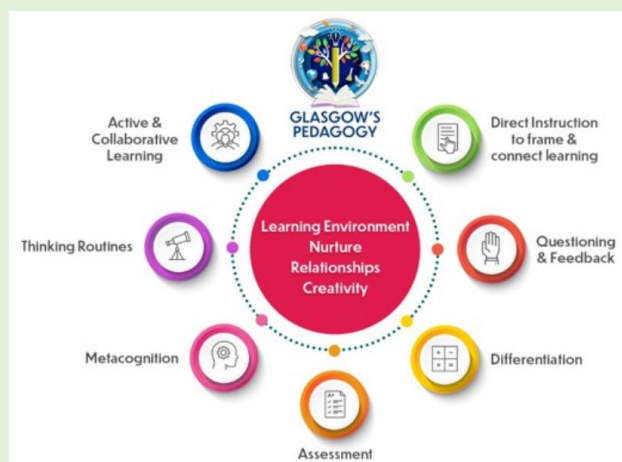 GLASGOW'S
PEDAGOGY
Active &
Collaborative
Learning
Direct Instruction
to frame &
connect learning
Thinking Routines
Learning Environment
Nurture
Relationships
Creativity
Questioning
& Feedback
Metacognition
Differentiation
A+
Assessment